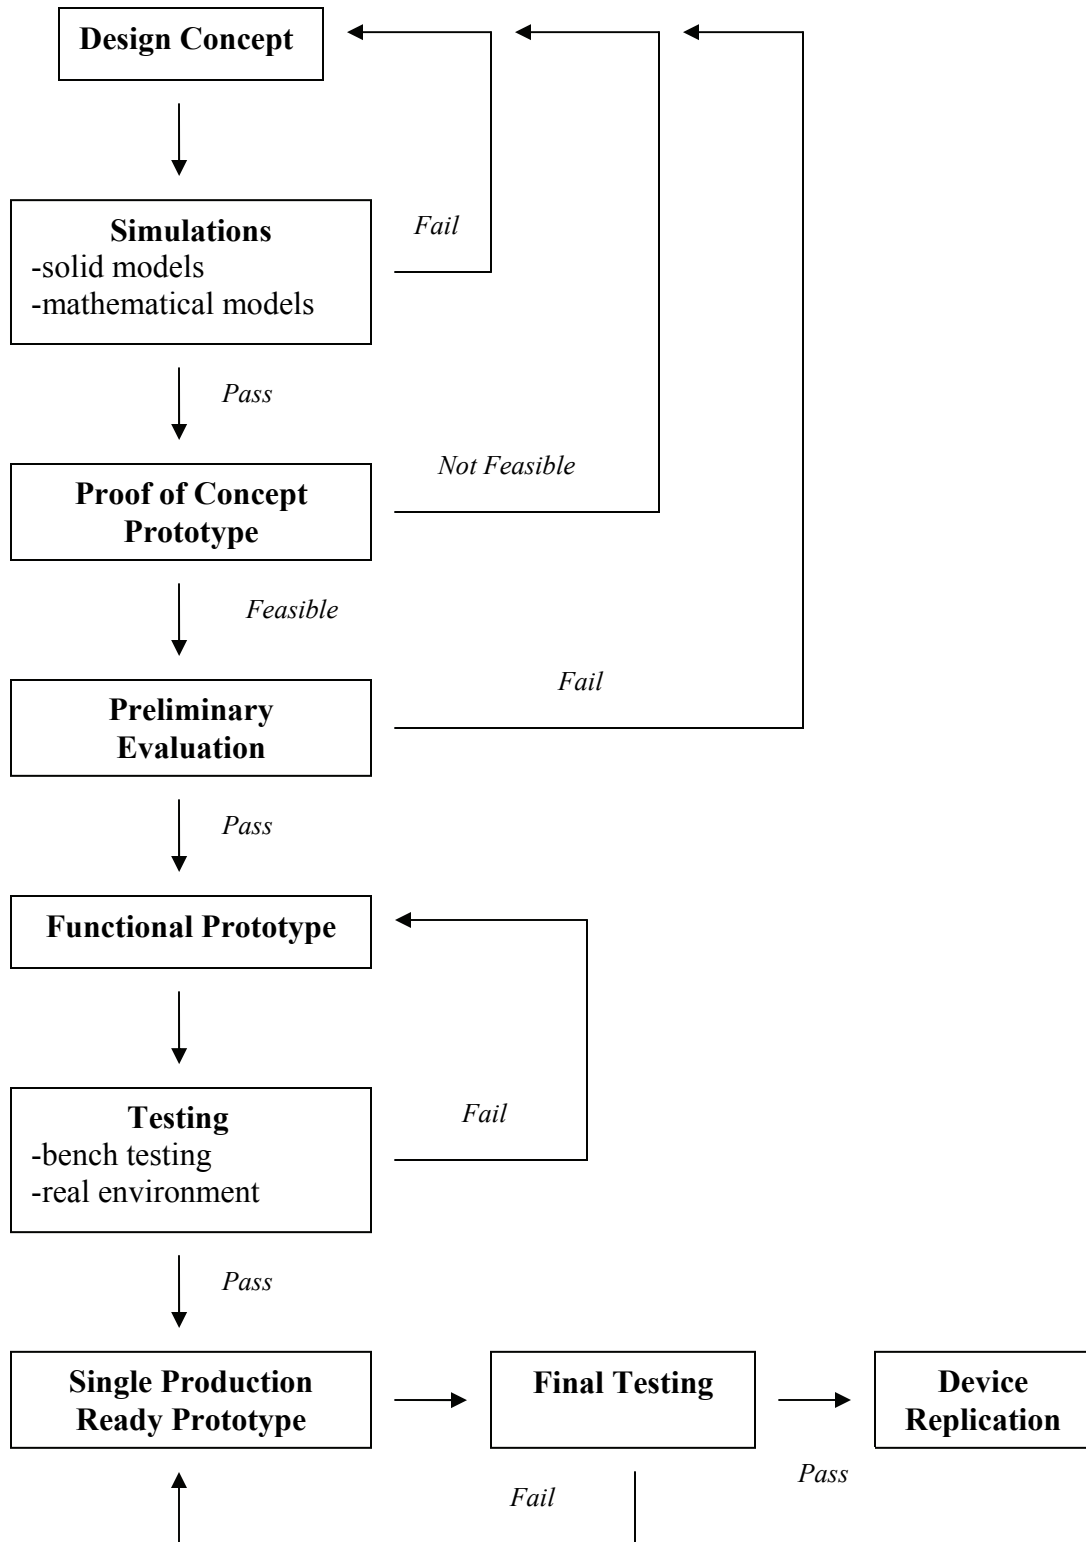 Design Concept
Simulations
-solid models
-mathematical models
Fail
Pass
Proof of Concept
Prototype
Not Feasible
Feasible
Preliminary
Evaluation
Fail
Pass
Functional Prototype
Testing
-bench testing
-real environment
Fail
Pass
Single Production
Ready Prototype
Final Testing
Device
Replication
Fail
Pass